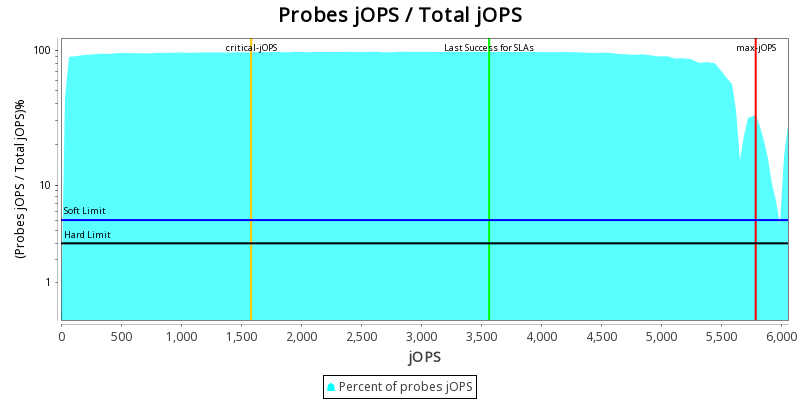 Probes jOPS / Total jOPS
critical-jOPS
Last Success for SLAs
max-jOPS
(Probes jOPS / Total jOPS)%
100
10
1
Soft Limit
Hard Limit
0
500
1,000
1,500
2,000
2,500
3,000
3,500
4,000
4,500
5,000
5,500
6,000
jOPS
Percent of probes jOPS